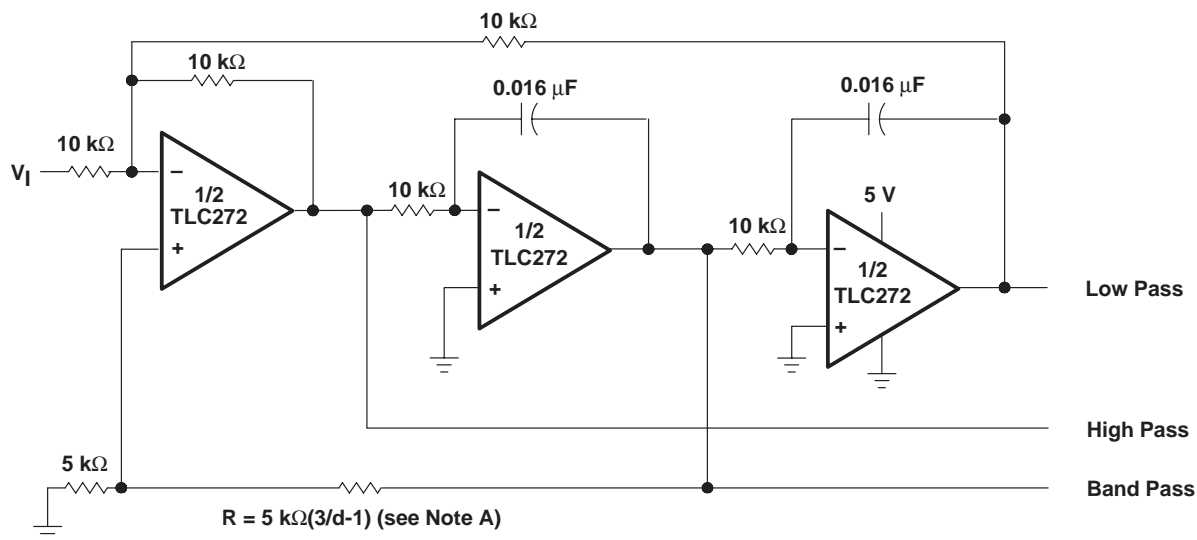 10 kΩ
10 kΩ
0.016 μF
0.016 μF
10 kΩ
VI
−
1/2
TLC272
+
10 kΩ
−
1/2
TLC272
+
5 V
10 kΩ
−
1/2
TLC272
+
Low Pass
High Pass
5 kΩ
Band Pass
R = 5 kΩ(3/d-1) (see Note A)